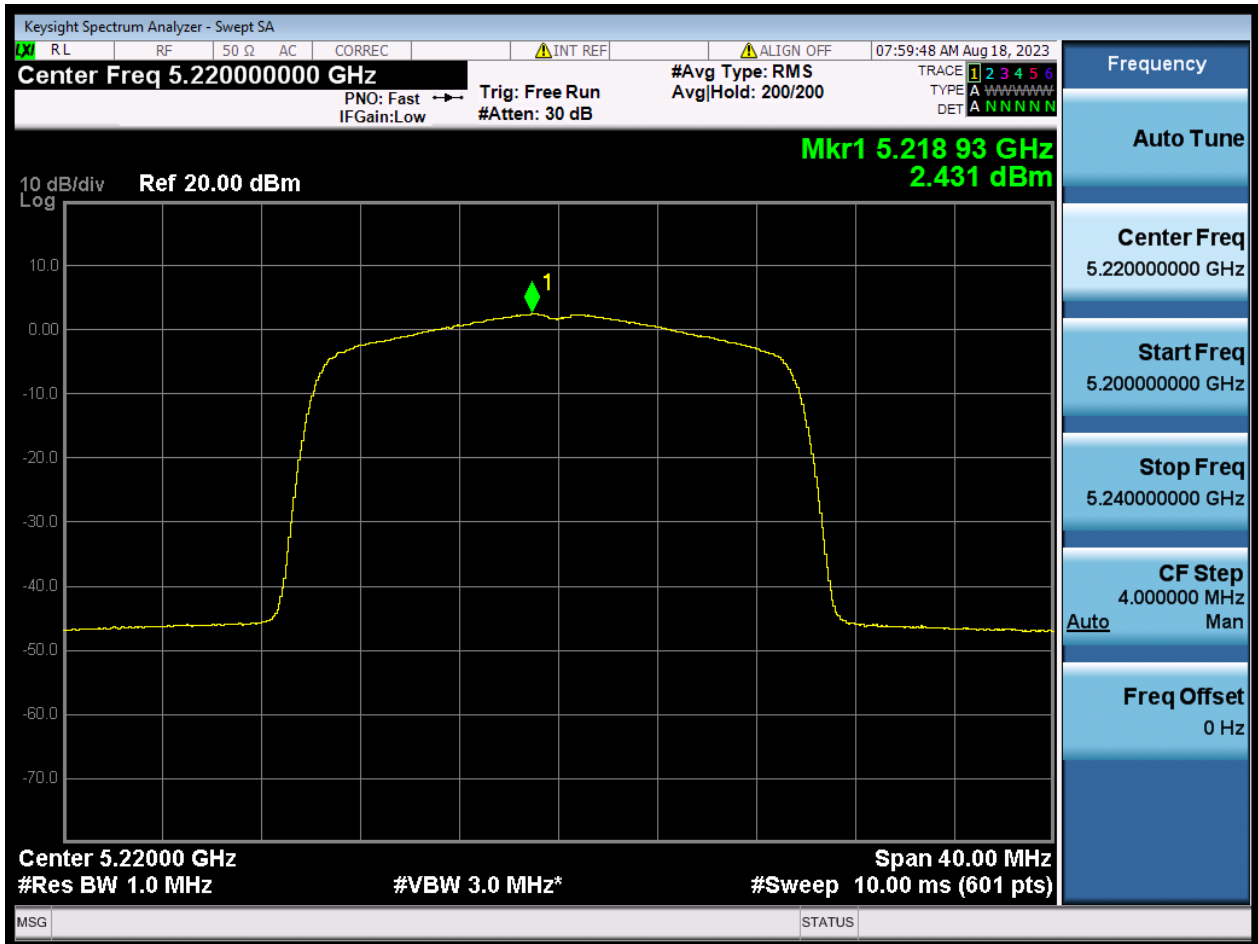 Keysight Spectrum Analyzer - Swept SA
LXI RL RF 50 Ω AC CORREC INT REF ALIGN OFF 07:59:48 AM Aug 18, 2023
Center Freq 5.220000000 GHz
PNO: Fast
IFGain:Low
Trig: Free Run
#Atten: 30 dB
#Avg Type: RMS
Avg|Hold: 200/200
TRACE 1 2 3 4 5 6
TYPE A WWWWW
DET A N N N N N
Mkr1 5.218 93 GHz
2.431 dBm
10 dB/div Ref 20.00 dBm
Log
10.0
1
0.00
-10.0
-20.0
-30.0
-40.0
-50.0
-60.0
-70.0
Center 5.22000 GHz Span 40.00 MHz
#Res BW 1.0 MHz #VBW 3.0 MHz* #Sweep 10.00 ms (601 pts)
MSG STATUS
Frequency
Auto Tune
Center Freq
5.220000000 GHz
Start Freq
5.200000000 GHz
Stop Freq
5.240000000 GHz
CF Step
4.000000 MHz
Auto Man
Freq Offset
0 Hz